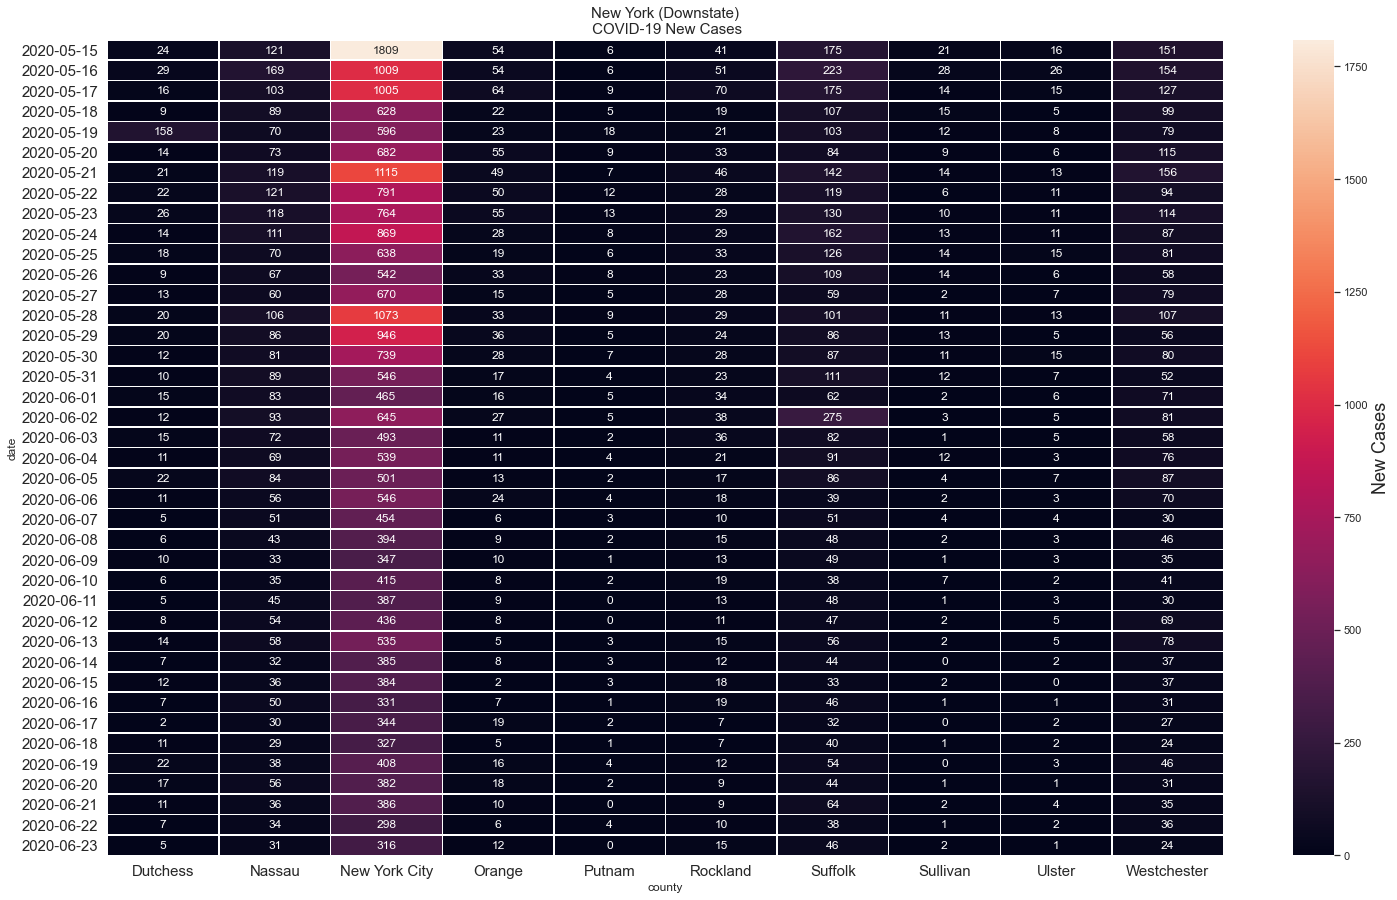 New York (Downstate)
COVID-19 New Cases
2020-05-15 24 121 1809 54 6 41 175 21 16 151
2020-05-16 29 169 1009 54 6 51 223 28 26 154
2020-05-17 16 103 1005 64 9 70 175 14 15 127
2020-05-18 9 89 628 22 5 19 107 15 5 99
2020-05-19 158 70 596 23 18 21 103 12 8 79
2020-05-20 14 73 682 55 9 33 84 9 6 115
2020-05-21 21 119 1115 49 7 46 142 14 13 156
2020-05-22 22 121 791 50 12 28 119 6 11 94
2020-05-23 26 118 764 55 13 29 130 10 11 114
2020-05-24 14 111 869 28 8 29 162 13 11 87
2020-05-25 18 70 638 19 6 33 126 14 15 81
2020-05-26 9 67 542 33 8 23 109 14 6 58
2020-05-27 13 60 670 15 5 28 59 2 7 79
2020-05-28 20 106 1073 33 9 29 101 11 13 107
2020-05-29 20 86 946 36 5 24 86 13 5 56
2020-05-30 12 81 739 28 7 28 87 11 15 80
2020-05-31 10 89 546 17 4 23 111 12 7 52
2020-06-01 15 83 465 16 5 34 62 2 6 71
2020-06-02 12 93 645 27 5 38 275 3 5 81
2020-06-03 15 72 493 11 2 36 82 1 5 58
2020-06-04 11 69 539 11 4 21 91 12 3 76
2020-06-05 22 84 501 13 2 17 86 4 7 87
2020-06-06 11 56 546 24 4 18 39 2 3 70
2020-06-07 5 51 454 6 3 10 51 4 4 30
2020-06-08 6 43 394 9 2 15 48 2 3 46
2020-06-09 10 33 347 10 1 13 49 1 3 35
2020-06-10 6 35 415 8 2 19 38 7 2 41
2020-06-11 5 45 387 9 0 13 48 1 3 30
2020-06-12 8 54 436 8 0 11 47 2 5 69
2020-06-13 14 58 535 5 3 15 56 2 5 78
2020-06-14 7 32 385 8 3 12 44 0 2 37
2020-06-15 12 36 384 2 3 18 33 2 0 37
2020-06-16 7 50 331 7 1 19 46 1 1 31
2020-06-17 2 30 344 19 2 7 32 0 2 27
2020-06-18 11 29 327 5 1 7 40 1 2 24
2020-06-19 22 38 408 16 4 12 54 0 3 46
2020-06-20 17 56 382 18 2 9 44 1 1 31
2020-06-21 11 36 386 10 0 9 64 2 4 35
2020-06-22 7 34 298 6 4 10 38 1 2 36
2020-06-23 5 31 316 12 0 15 46 2 1 24
Dutchess Nassau New York City Orange Putnam Rockland Suffolk Sullivan Ulster Westchester
county
date
1750
1500
1250
1000
750
500
250
0
New Cases